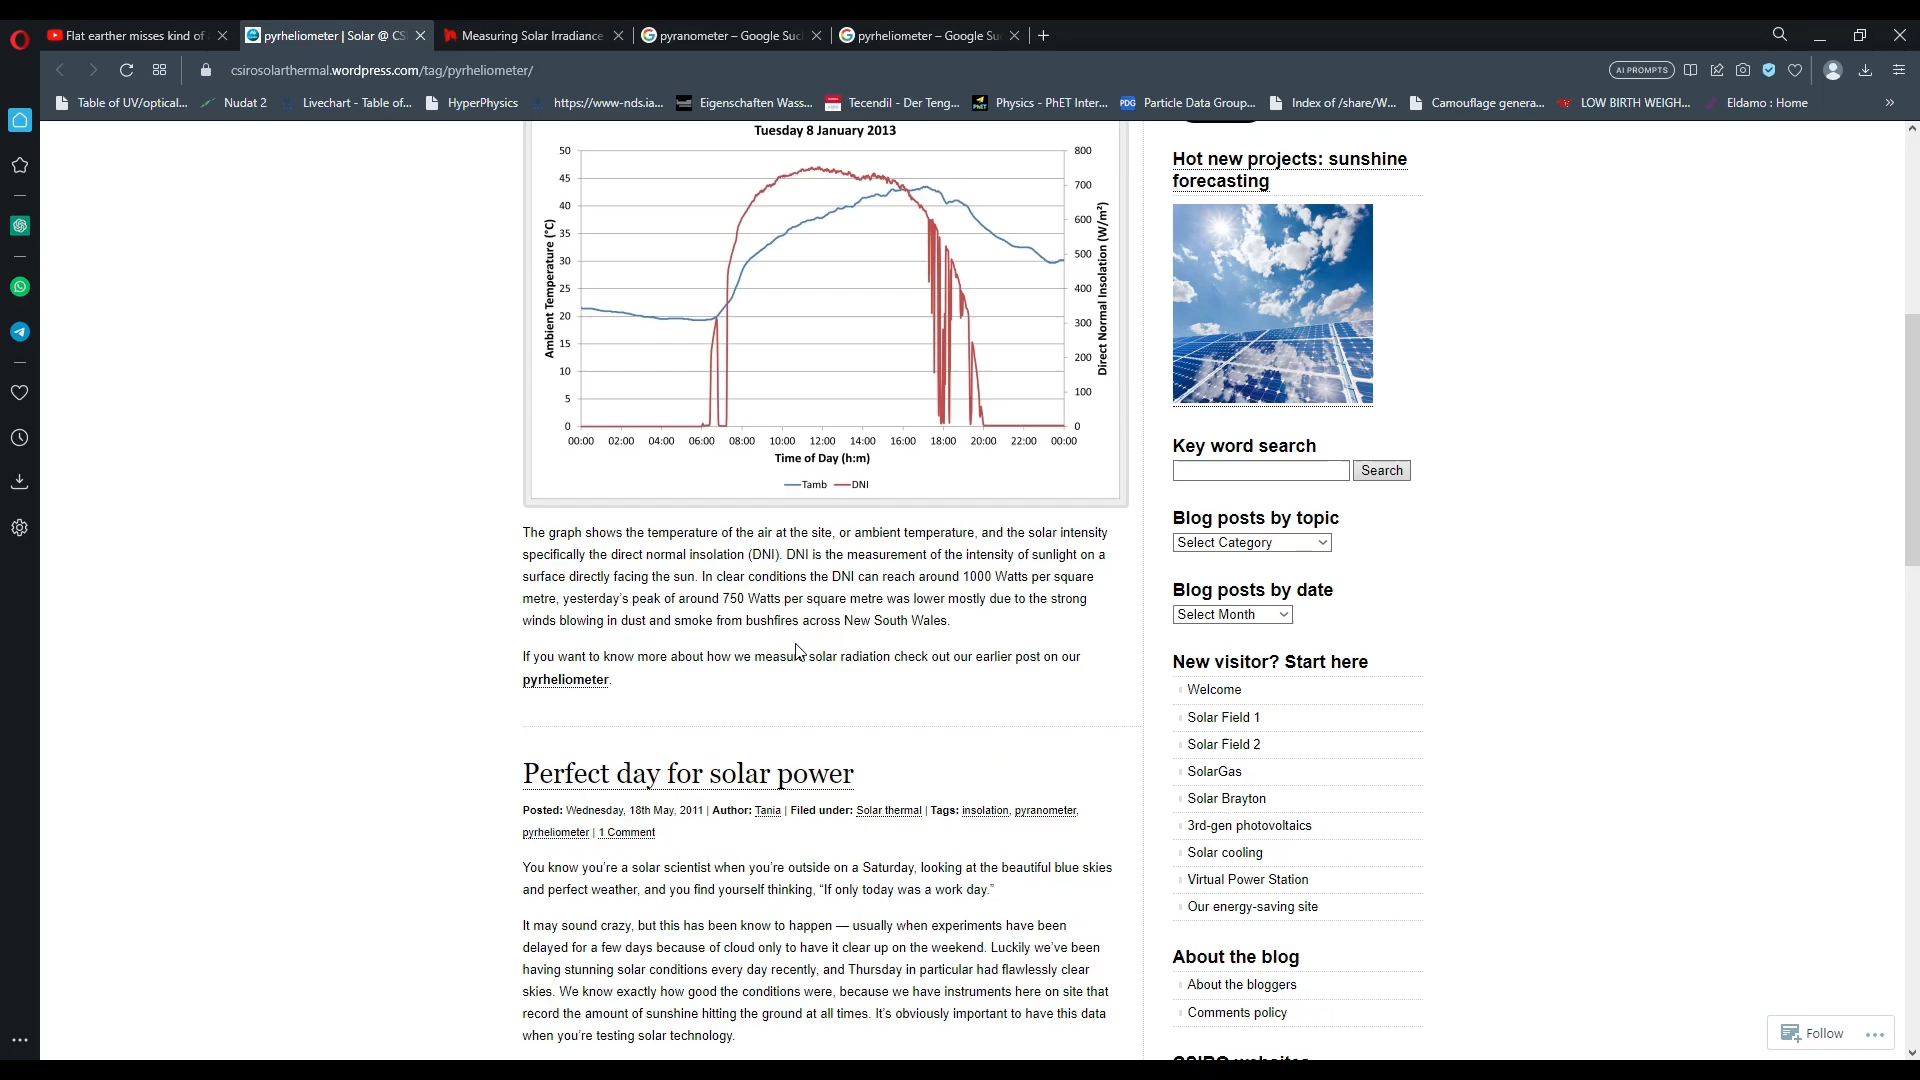 Flat earther misses kind of
pyrheliometer | Solar @ CS
Measuring Solar Irradiance
pyranometer – Google Suc
pyrheliometer – Google Su
csirosolarthermal.wordpress.com/tag/pyrheliometer/
AI PROMPTS
Table of UV/optical...
Nudat 2
Livechart - Table of...
HyperPhysics
https://www-nds.ia...
Eigenschaften Wass...
Tecendil - Der Teng...
Physics - PhET Inter...
PDG
Particle Data Group...
Index of /share/W...
Camouflage genera...
LOW BIRTH WEIGH...
Eldamo : Home
Tuesday 8 January 2013
50
45
40
35
30
25
20
15
10
5
0
Ambient Temperature (°C)
800
700
600
500
400
300
200
100
0
Direct Normal Insolation (W/m²)
00:00 02:00 04:00 06:00 08:00 10:00 12:00 14:00 16:00 18:00 20:00 22:00 00:00
Time of Day (h:m)
Tamb DNI
The graph shows the temperature of the air at the site, or ambient temperature, and the solar intensity
specifically the direct normal insolation (DNI). DNI is the measurement of the intensity of sunlight on a
surface directly facing the sun. In clear conditions the DNI can reach around 1000 Watts per square
metre, yesterday's peak of around 750 Watts per square metre was lower mostly due to the strong
winds blowing in dust and smoke from bushfires across New South Wales.
If you want to know more about how we measure solar radiation check out our earlier post on our
pyrheliometer.
Perfect day for solar power
Posted: Wednesday, 18th May, 2011 | Author: Tania | Filed under: Solar thermal | Tags: insolation, pyranometer,
pyrheliometer | 1 Comment
You know you're a solar scientist when you're outside on a Saturday, looking at the beautiful blue skies
and perfect weather, and you find yourself thinking, “If only today was a work day.”
It may sound crazy, but this has been know to happen — usually when experiments have been
delayed for a few days because of cloud only to have it clear up on the weekend. Luckily we've been
having stunning solar conditions every day recently, and Thursday in particular had flawlessly clear
skies. We know exactly how good the conditions were, because we have instruments here on site that
record the amount of sunshine hitting the ground at all times. It's obviously important to have this data
when you're testing solar technology.
Hot new projects: sunshine
forecasting
Key word search
Search
Blog posts by topic
Select Category
Blog posts by date
Select Month
New visitor? Start here
Welcome
Solar Field 1
Solar Field 2
SolarGas
Solar Brayton
3rd-gen photovoltaics
Solar cooling
Virtual Power Station
Our energy-saving site
About the blog
About the bloggers
Comments policy
CSIRO websites
Follow